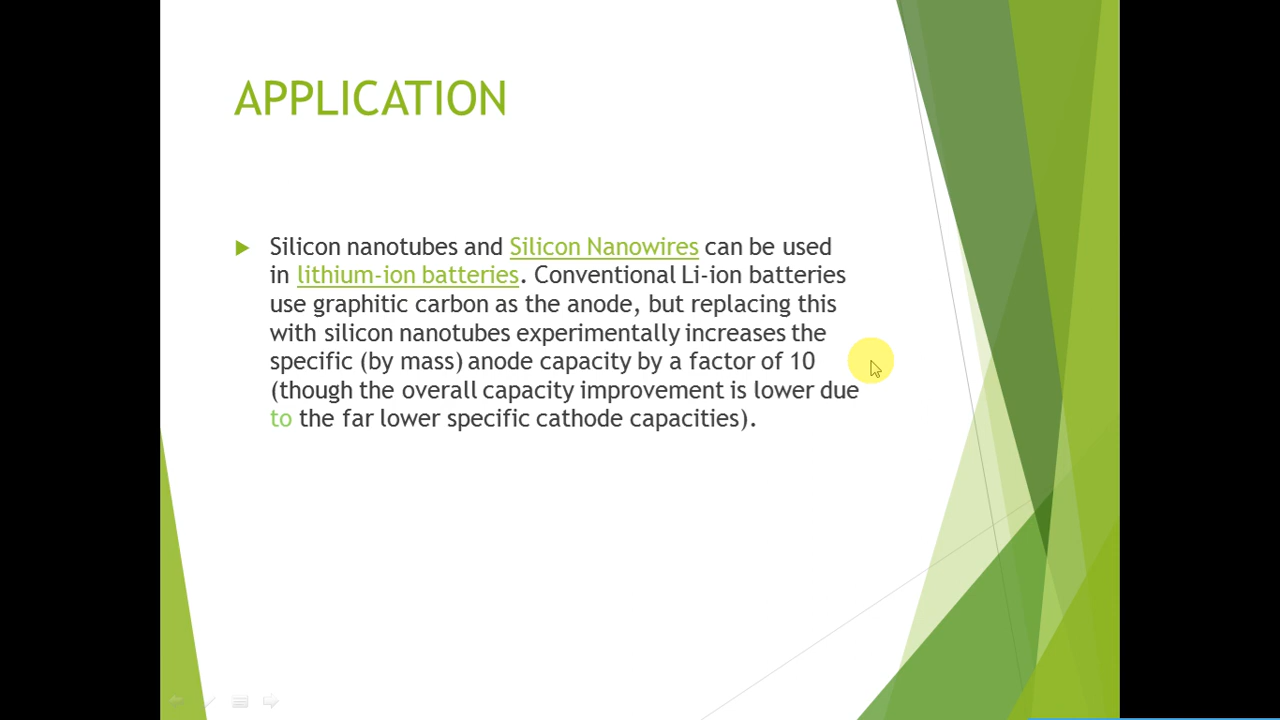 APPLICATION
Silicon nanotubes and Silicon Nanowires can be used
in lithium-ion batteries. Conventional Li-ion batteries
use graphitic carbon as the anode, but replacing this
with silicon nanotubes experimentally increases the
specific (by mass) anode capacity by a factor of 10
(though the overall capacity improvement is lower due
to the far lower specific cathode capacities).